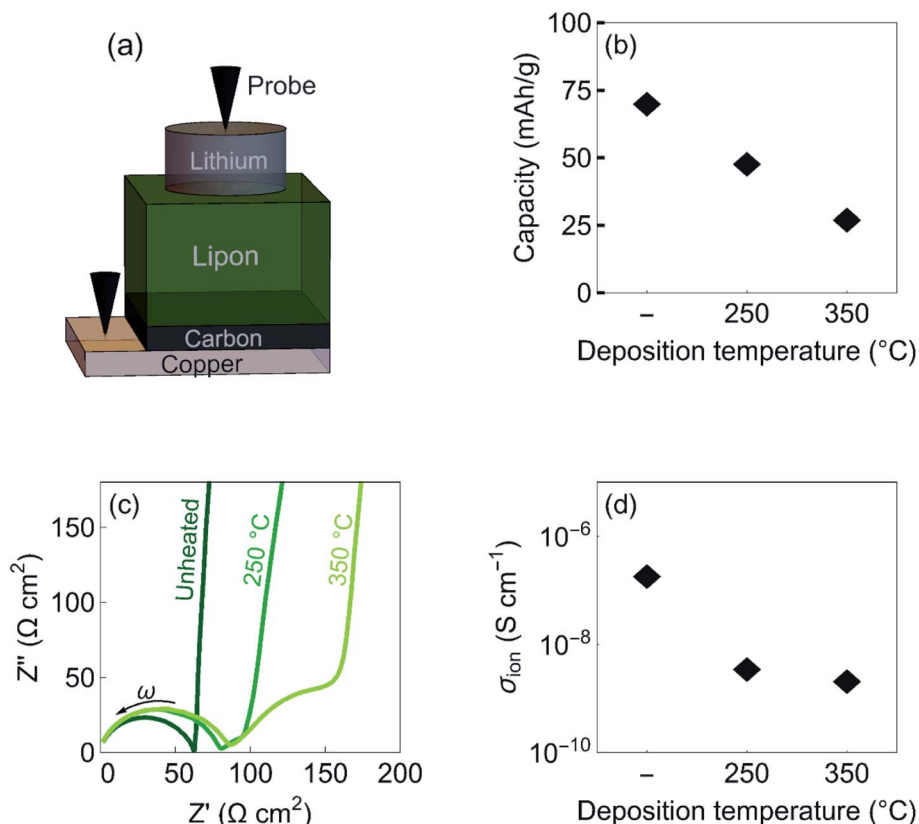 (a)
Probe
Lithium
Lipon
Carbon
Copper
(b)
Capacity (mAh/g)
100
75
50
25
0
– 250 350
Deposition temperature (°C)
(c)
Z'' (Ω cm²)
150
100
50
0
Unheated
250 °C
350 °C
ω
0 50 100 150 200
Z' (Ω cm²)
(d)
σion (S cm⁻¹)
10⁻⁶
10⁻⁸
10⁻¹⁰
– 250 350
Deposition temperature (°C)